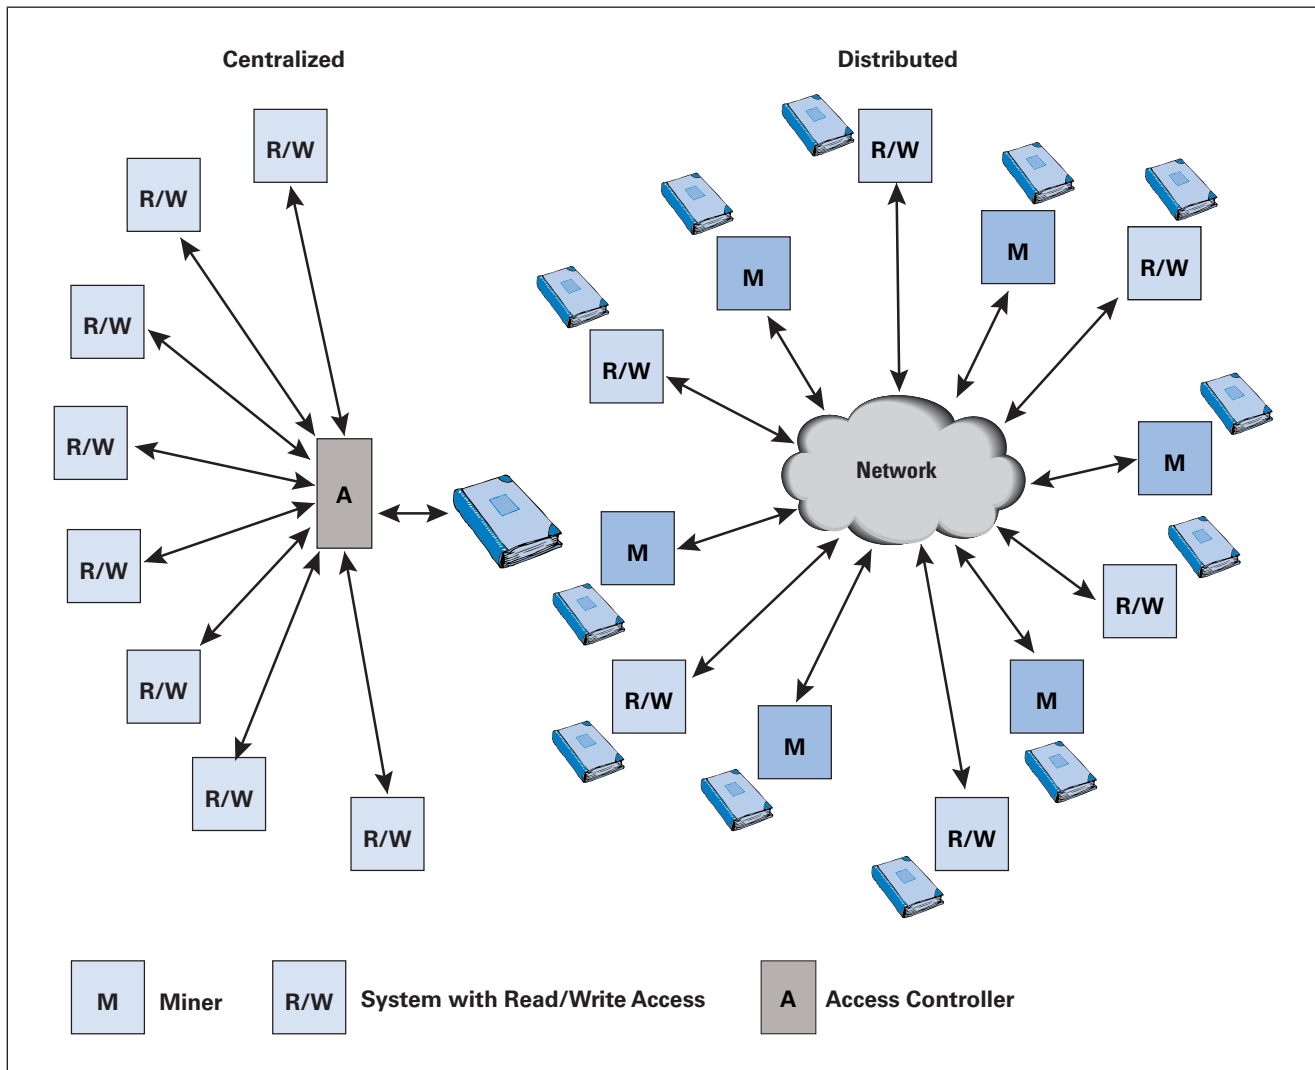 Centralized
Distributed
R/W
R/W
R/W
R/W
R/W
R/W
R/W
R/W
A
R/W
M
R/W
M
R/W
Network
M
M
R/W
R/W
M
M
R/W
M Miner
R/W System with Read/Write Access
A Access Controller